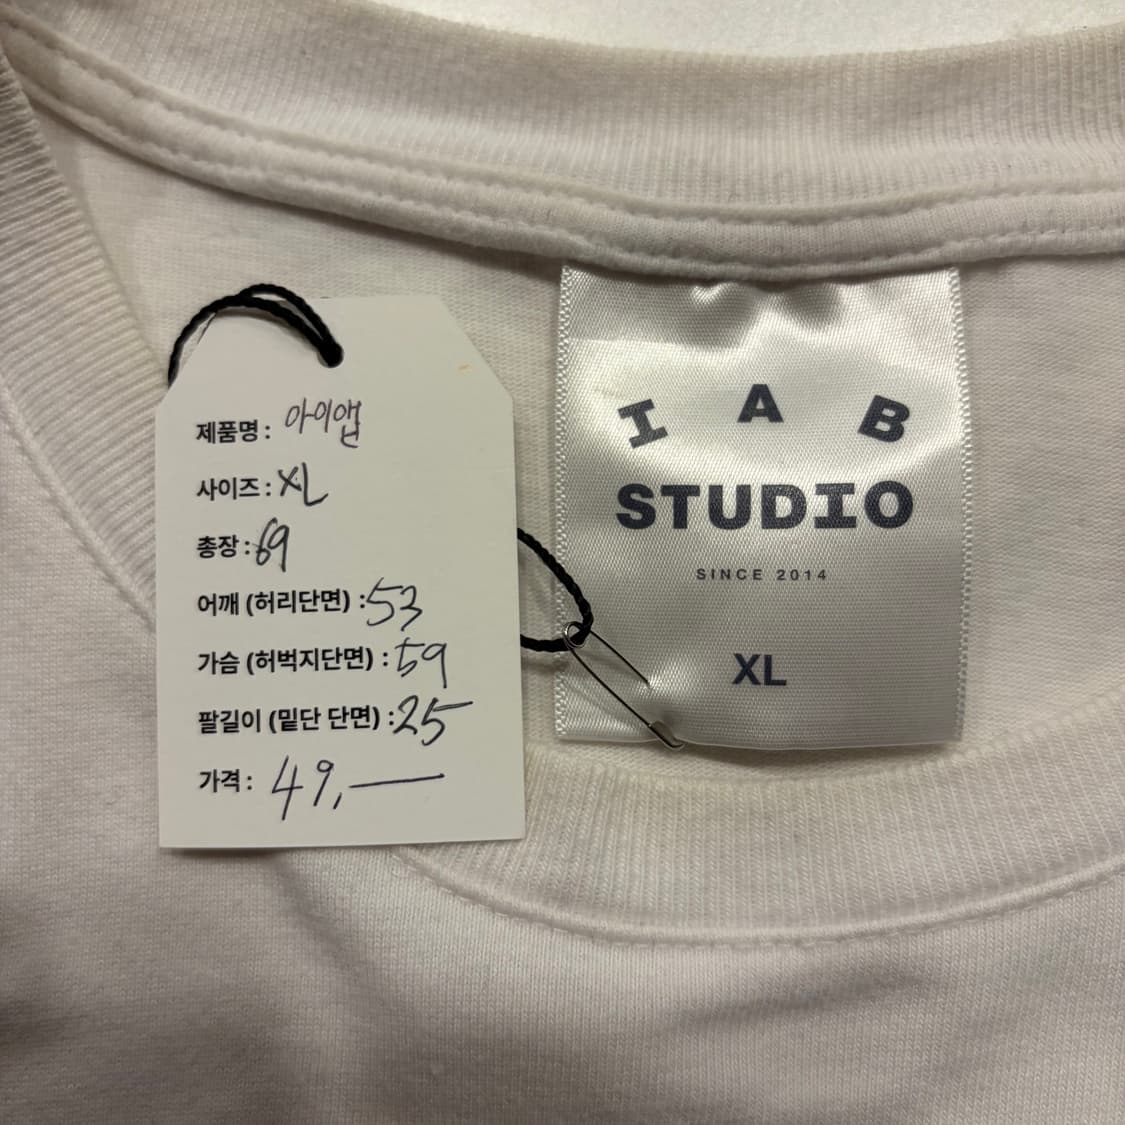 제품명: 아이앱
사이즈: XL
총장: 69
어깨 (허리단면) : 53
가슴 (허벅지단면) : 59
팔길이 (밑단 단면) : 25
가격: 49,—
I A B
STUDIO
SINCE 2014
XL